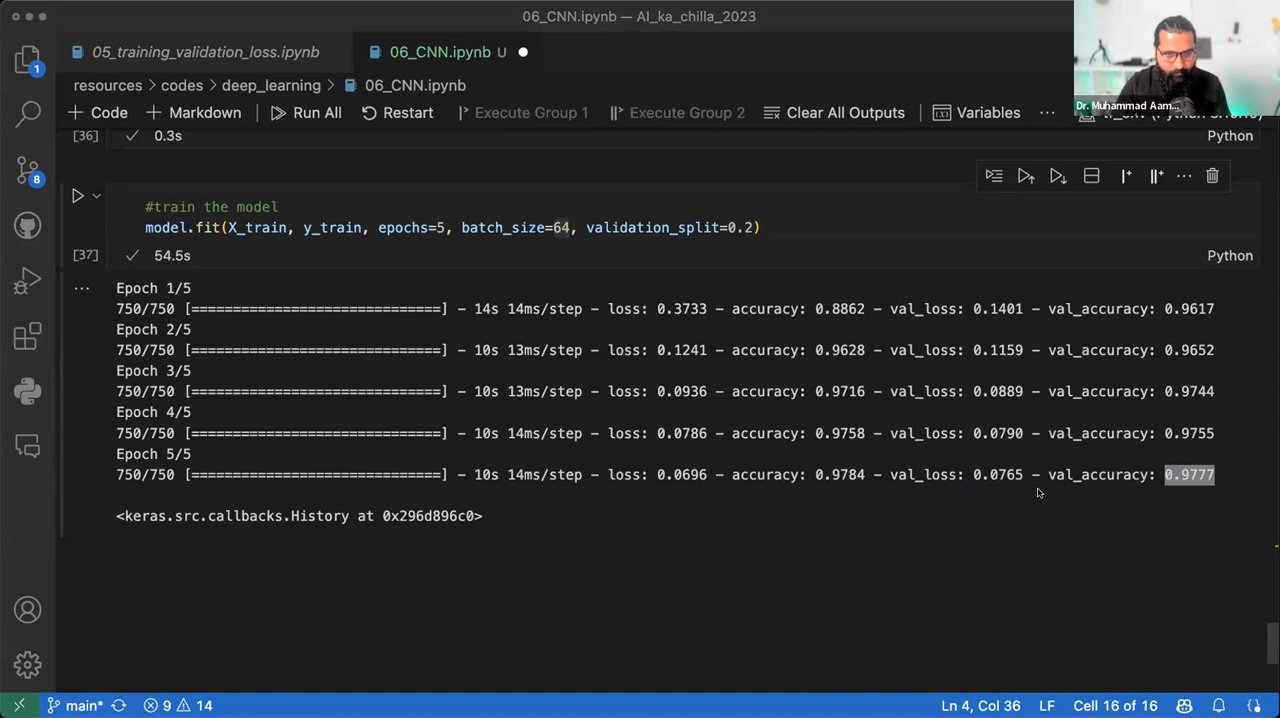 06_CNN.ipynb — AI_ka_chilla_2023
05_training_validation_loss.ipynb
06_CNN.ipynb U
resources > codes > deep_learning > 06_CNN.ipynb
+ Code + Markdown Run All Restart Execute Group 1 Execute Group 2 Clear All Outputs Variables ...
Dr. Muhammad Aam...
1
8
[36] ✓ 0.3s Python
#train the model
model.fit(X_train, y_train, epochs=5, batch_size=64, validation_split=0.2)
[37] ✓ 54.5s Python
... Epoch 1/5
750/750 [==============================] - 14s 14ms/step - loss: 0.3733 - accuracy: 0.8862 - val_loss: 0.1401 - val_accuracy: 0.9617
Epoch 2/5
750/750 [==============================] - 10s 13ms/step - loss: 0.1241 - accuracy: 0.9628 - val_loss: 0.1159 - val_accuracy: 0.9652
Epoch 3/5
750/750 [==============================] - 10s 13ms/step - loss: 0.0936 - accuracy: 0.9716 - val_loss: 0.0889 - val_accuracy: 0.9744
Epoch 4/5
750/750 [==============================] - 10s 14ms/step - loss: 0.0786 - accuracy: 0.9758 - val_loss: 0.0790 - val_accuracy: 0.9755
Epoch 5/5
750/750 [==============================] - 10s 14ms/step - loss: 0.0696 - accuracy: 0.9784 - val_loss: 0.0765 - val_accuracy: 0.9777
<keras.src.callbacks.History at 0x296d896c0>
main* 9 14 Ln 4, Col 36 LF Cell 16 of 16